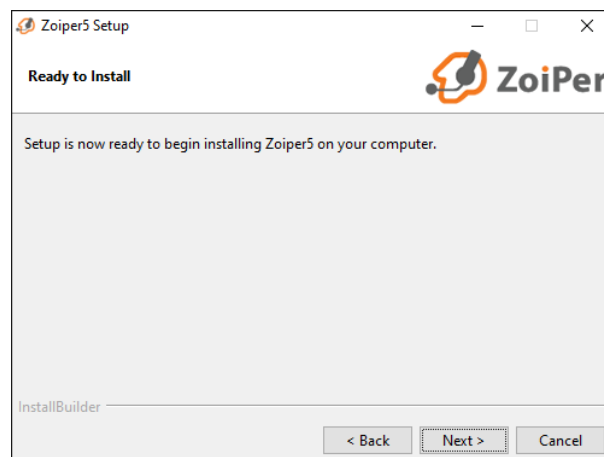 Zoiper5 Setup
Ready to Install
ZoiPer
Setup is now ready to begin installing Zoiper5 on your computer.
InstallBuilder
< Back Next > Cancel